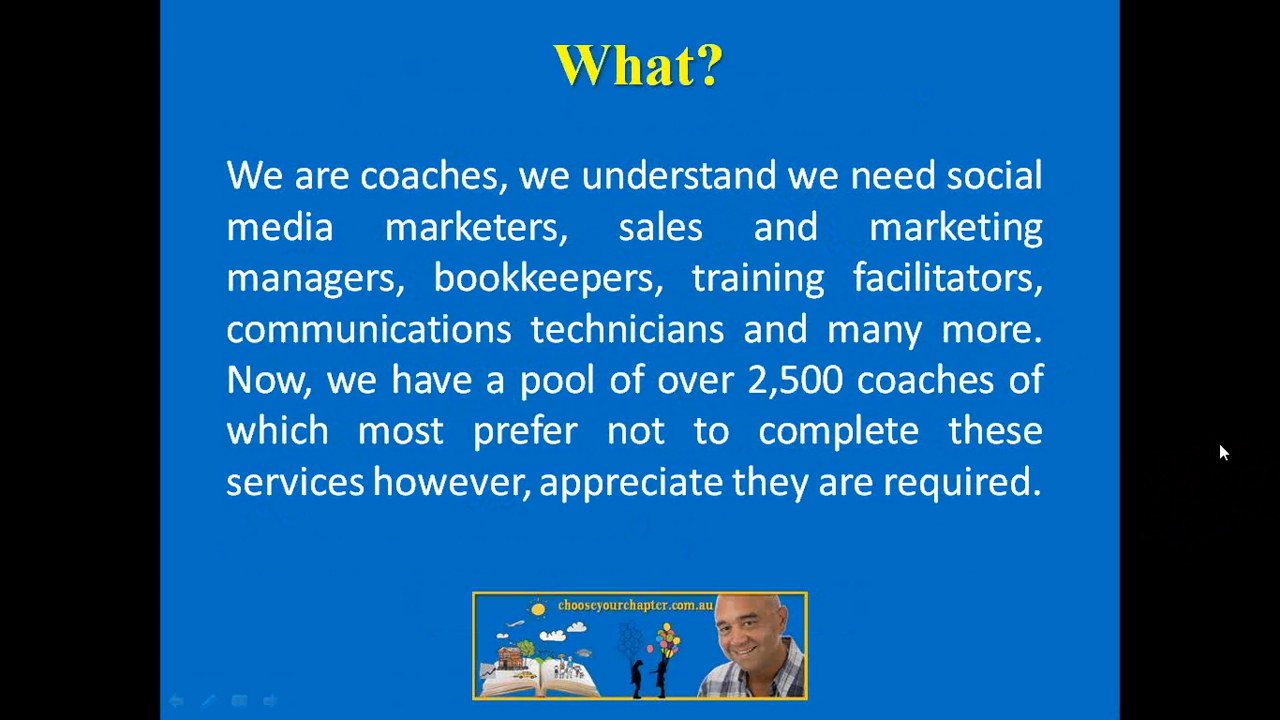 What?
We are coaches, we understand we need social
media marketers, sales and marketing
managers, bookkeepers, training facilitators,
communications technicians and many more.
Now, we have a pool of over 2,500 coaches of
which most prefer not to complete these
services however, appreciate they are required.
chooseyourchapter.com.au